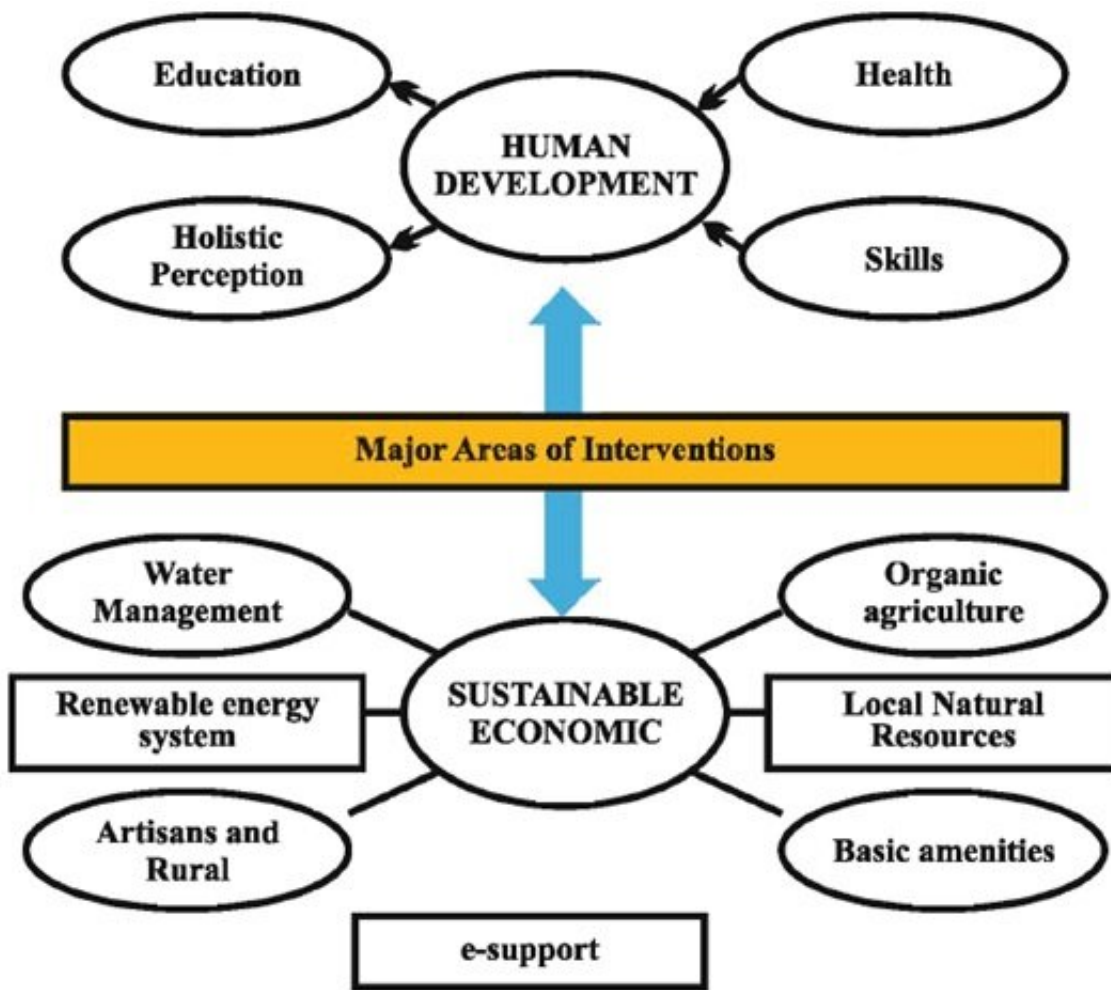 Education
Health
HUMAN
DEVELOPMENT
Holistic
Perception
Skills
Major Areas of Interventions
Water
Management
Organic
agriculture
Renewable energy
system
SUSTAINABLE
ECONOMIC
Local Natural
Resources
Artisans and
Rural
Basic amenities
e-support